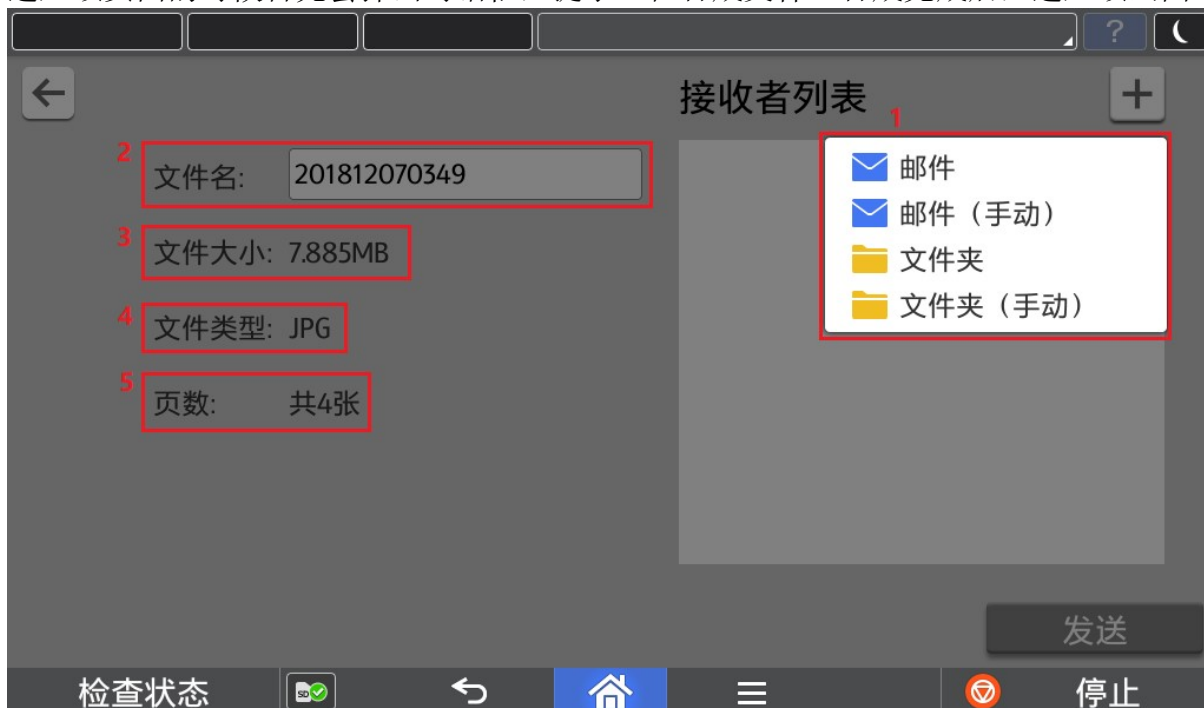 接收者列表
1
邮件
邮件（手动）
文件夹
文件夹（手动）
2
文件名: 201812070349
3
文件大小: 7.885MB
4
文件类型: JPG
5
页数: 共4张
发送
检查状态
停止
?
SD